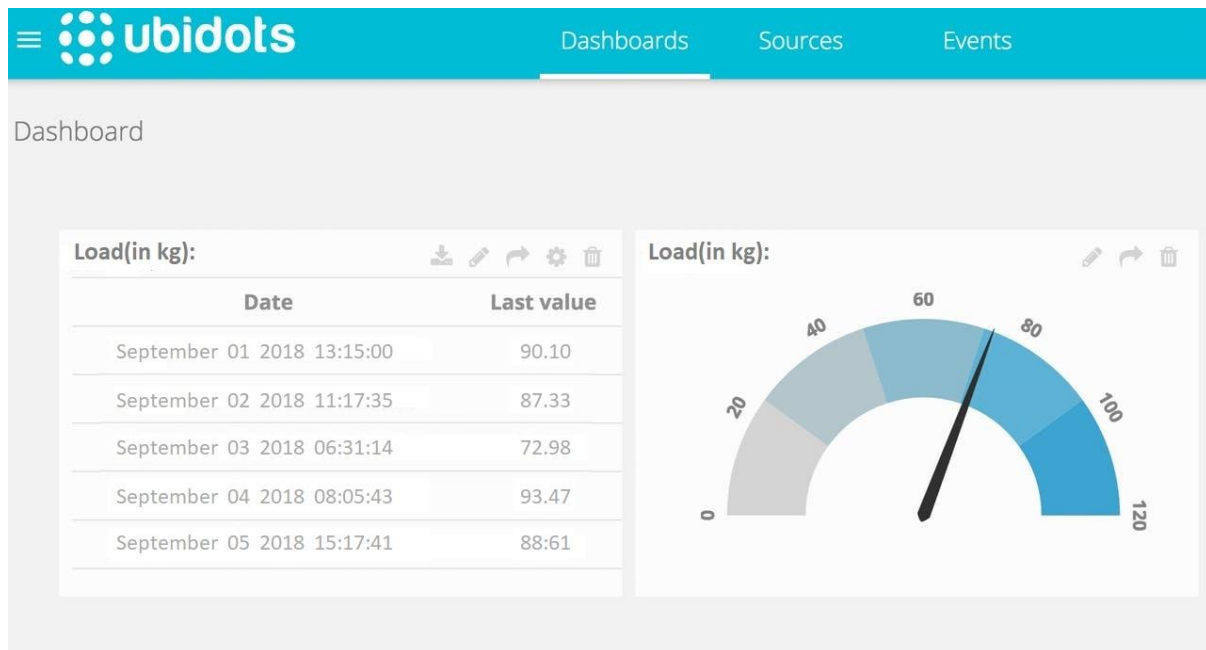 ubidots
Dashboards Sources Events
Dashboard
Load(in kg):
Date Last value
September 01 2018 13:15:00 90.10
September 02 2018 11:17:35 87.33
September 03 2018 06:31:14 72.98
September 04 2018 08:05:43 93.47
September 05 2018 15:17:41 88:61
Load(in kg):
0
20
40
60
80
100
120